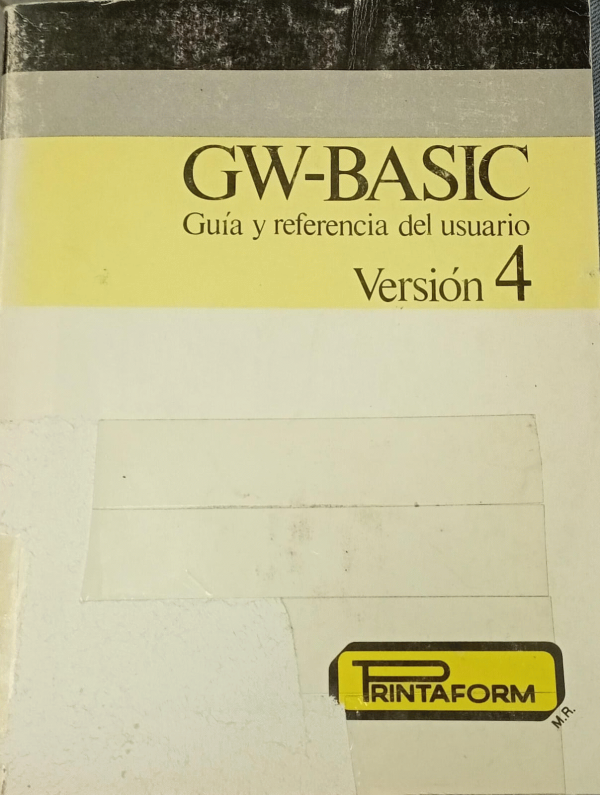 GW-BASIC
Guía y referencia del usuario
Versión 4
PRINTAFORM
M.R.